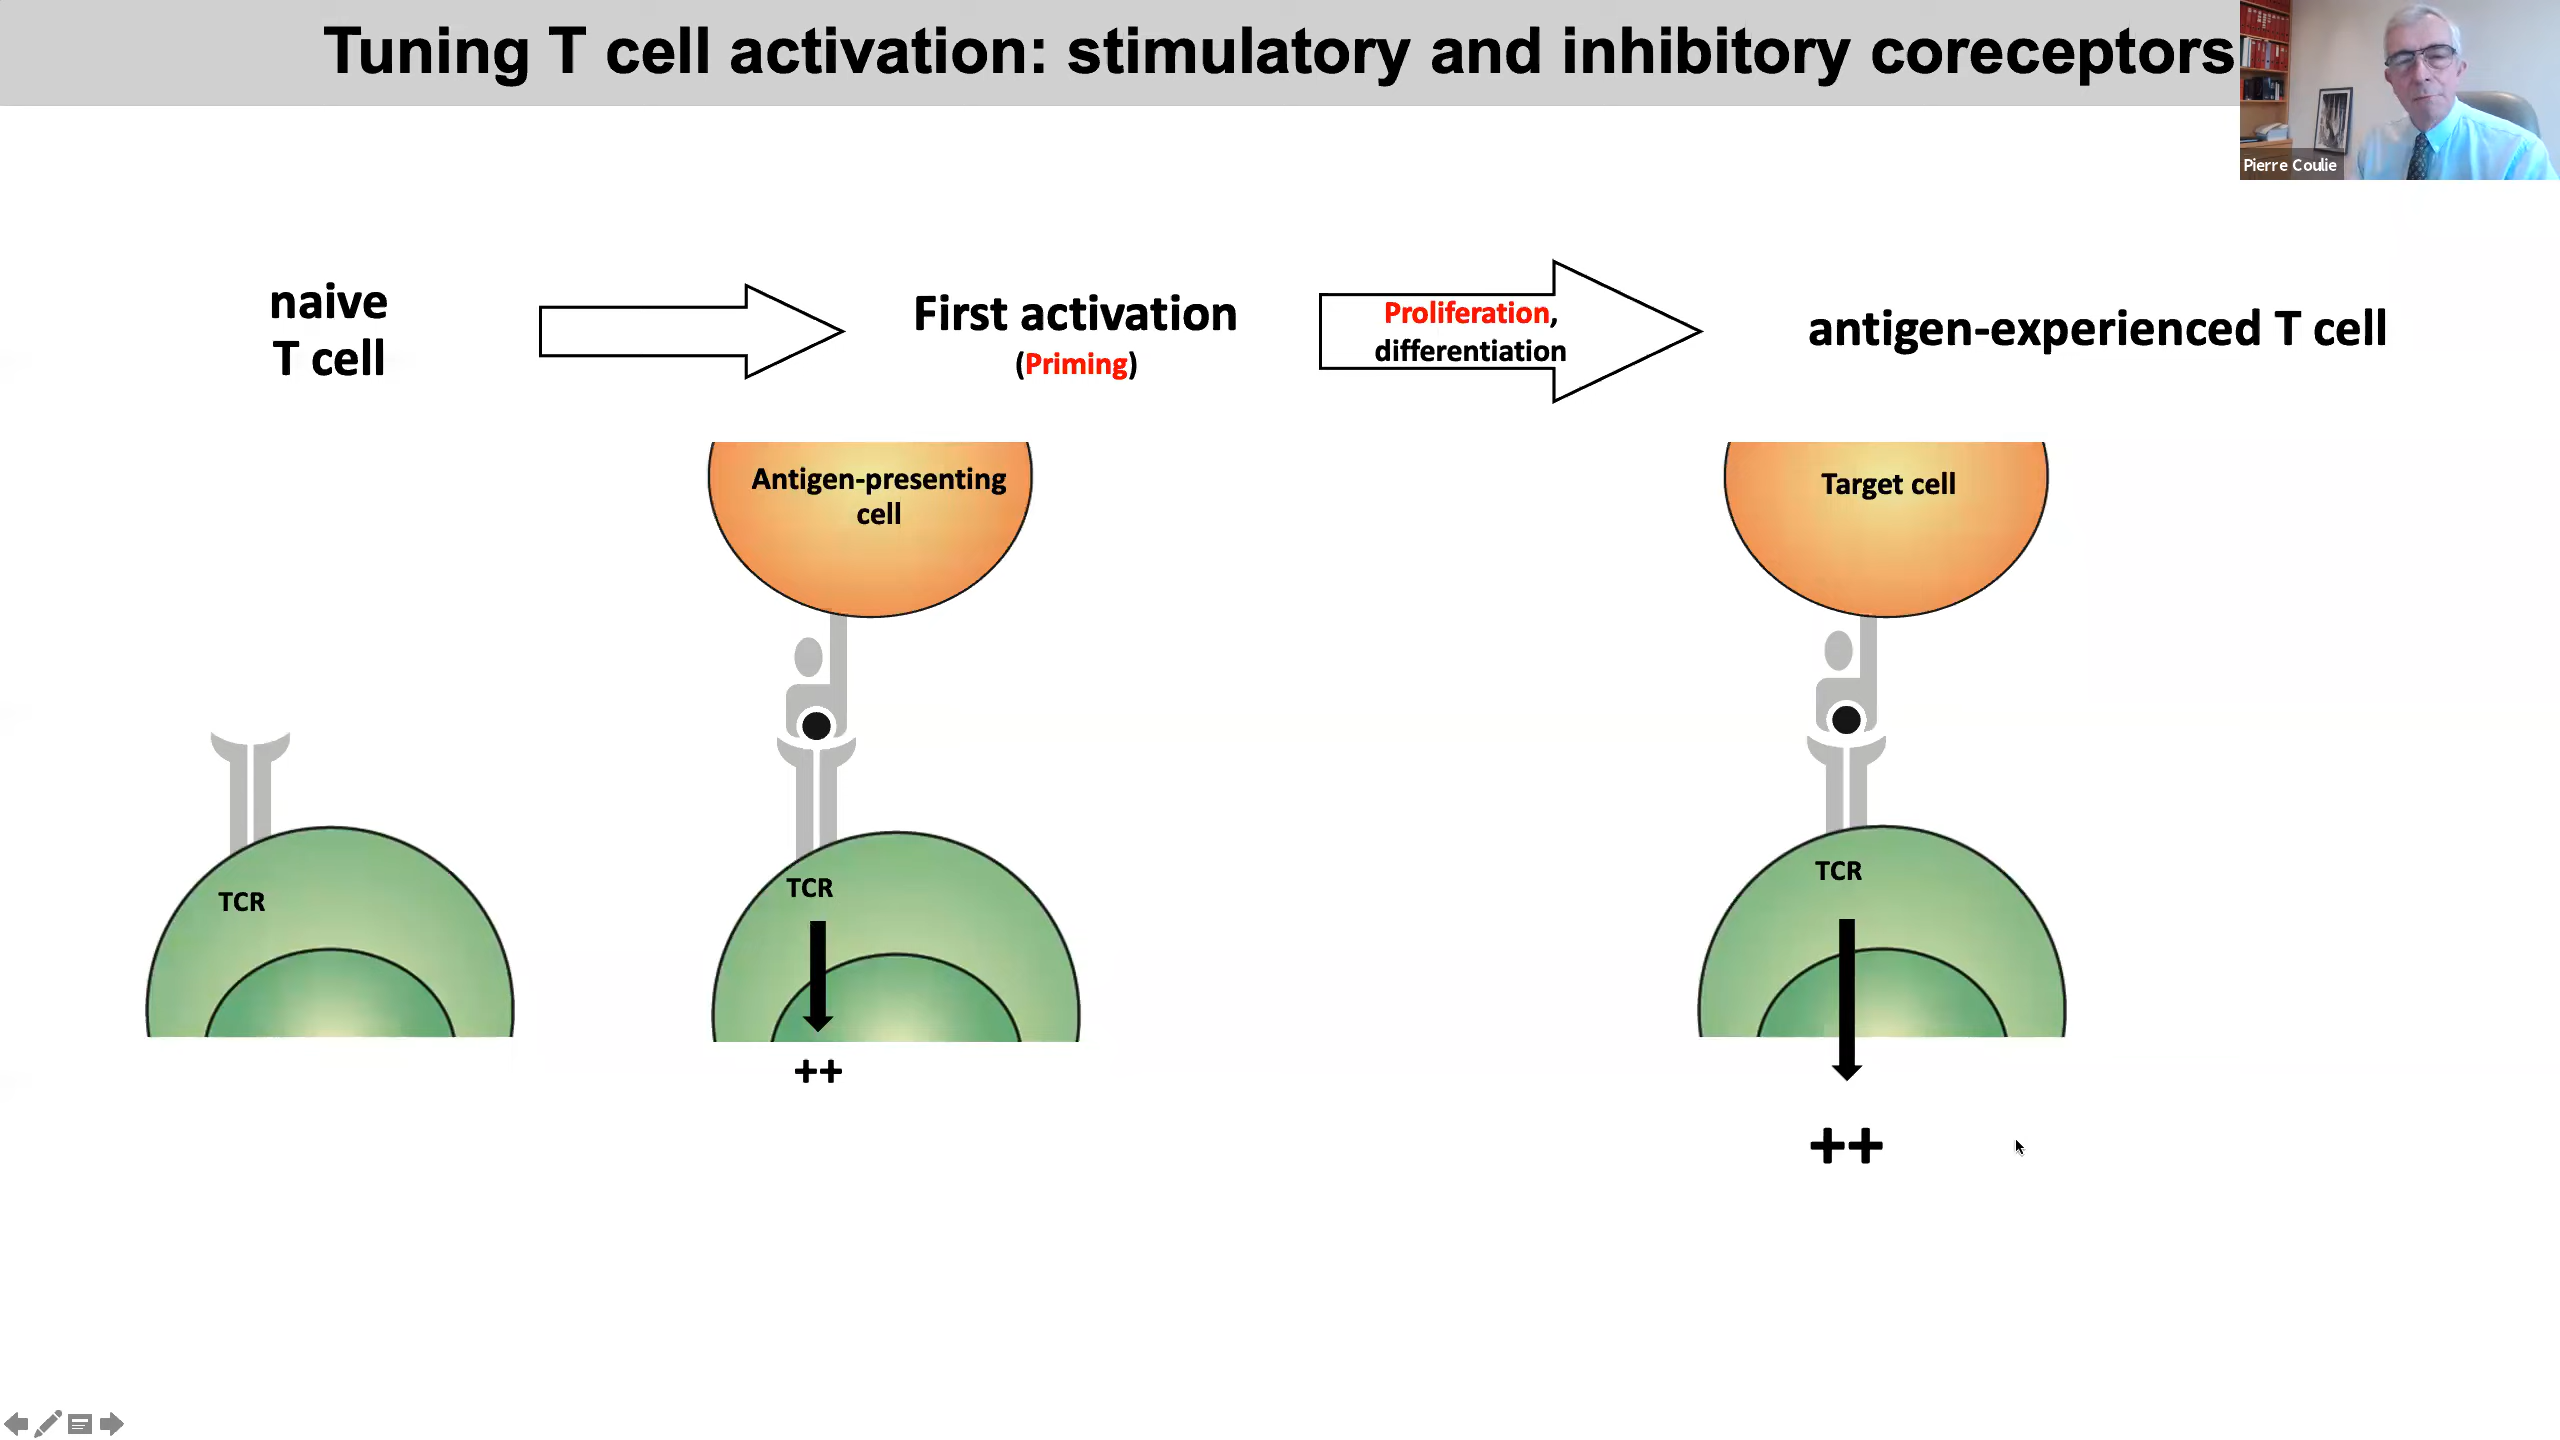 Tuning T cell activation: stimulatory and inhibitory coreceptors
Pierre Coulie
naive
T cell
First activation
(Priming)
Proliferation,
differentiation
antigen-experienced T cell
Antigen-presenting
cell
Target cell
TCR
TCR
TCR
++
++